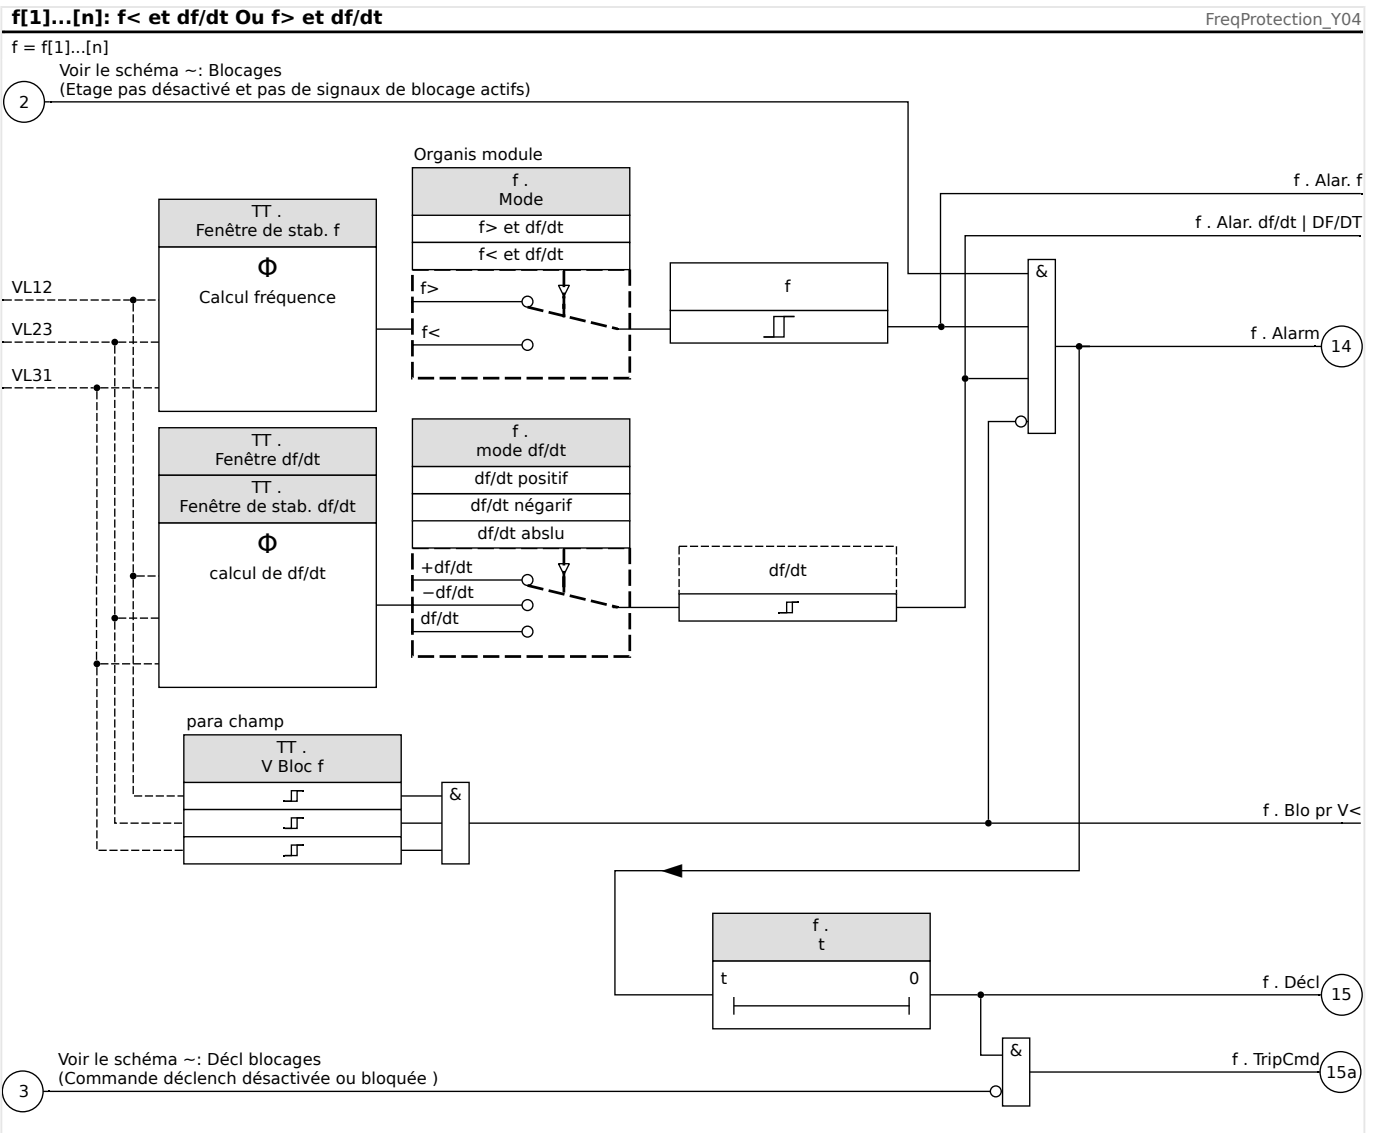 f[1]...[n]: f< et df/dt Ou f> et df/dt
FreqProtection_Y04
f = f[1]...[n]
Voir le schéma ~: Blocages
(Etage pas désactivé et pas de signaux de blocage actifs)
2
Organis module
f .
Mode
f> et df/dt
f< et df/dt
f>
f<
TT .
Fenêtre de stab. f
Φ
Calcul fréquence
VL12
VL23
VL31
f
f . Alar. f
f . Alar. df/dt | DF/DT
&
f . Alarm
14
TT .
Fenêtre df/dt
TT .
Fenêtre de stab. df/dt
Φ
calcul de df/dt
f .
mode df/dt
df/dt positif
df/dt négarif
df/dt abslu
+df/dt
−df/dt
df/dt
df/dt
para champ
TT .
V Bloc f
&
f . Blo pr V<
f .
t
t 0
f . Décl
15
Voir le schéma ~: Décl blocages
(Commande déclench désactivée ou bloquée )
3
&
f . TripCmd
15a